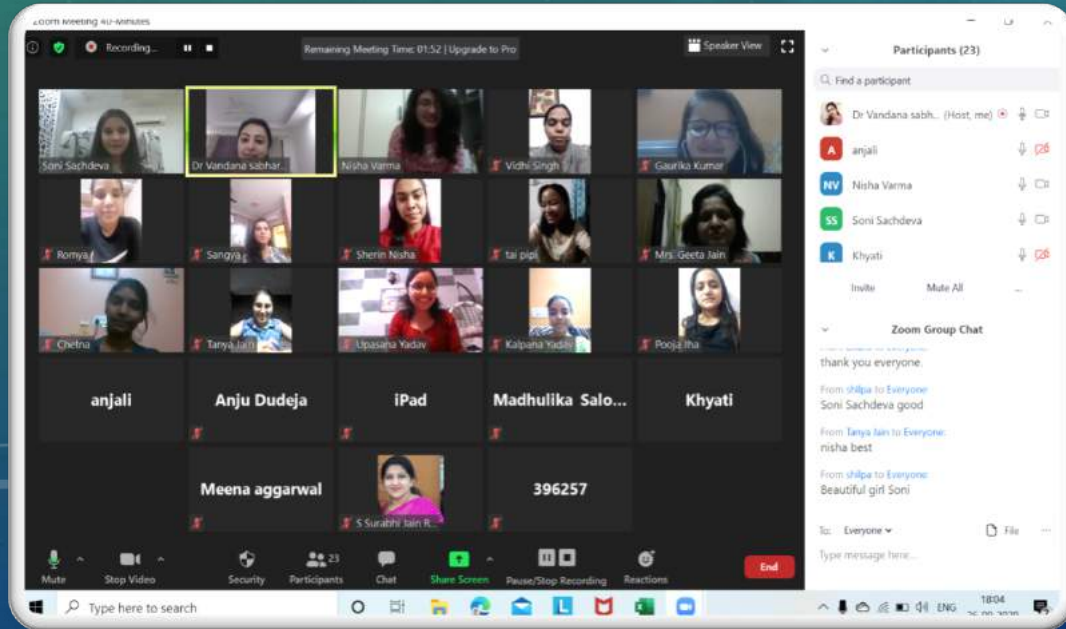 Zoom Meeting 40-Minutes
Recording...
Remaining Meeting Time: 01:52 | Upgrade to Pro
Speaker View
Participants (23)
Find a participant
Dr Vandana sabh... (Host, me)
A anjali
NV Nisha Varma
SS Soni Sachdeva
K Khyati
Invite Mute All ...
Soni Sachdeva
Dr Vandana sabhar...
Nisha Varma
Vidhi Singh
Gaurika Kumar
Romya
Sangya
Sherin Nisha
tai pipi
Mrs. Geeta Jain
Chetna
Tanya Jain
Upasana Yadav
Kalpana Yadav
Pooja Jha
anjali
Anju Dudeja
iPad
Madhulika Salo...
Khyati
Meena aggarwal
S Surabhi Jain R...
396257
Zoom Group Chat
thank you everyone.
From shilpa to Everyone:
Soni Sachdeva good
From Tanya Jain to Everyone:
nisha best
From shilpa to Everyone:
Beautiful girl Soni
To: Everyone
File ...
Type message here...
Mute
Stop Video
Security
23
Participants
Chat
Share Screen
Pause/Stop Recording
Reactions
End
Type here to search
ENG
18:04